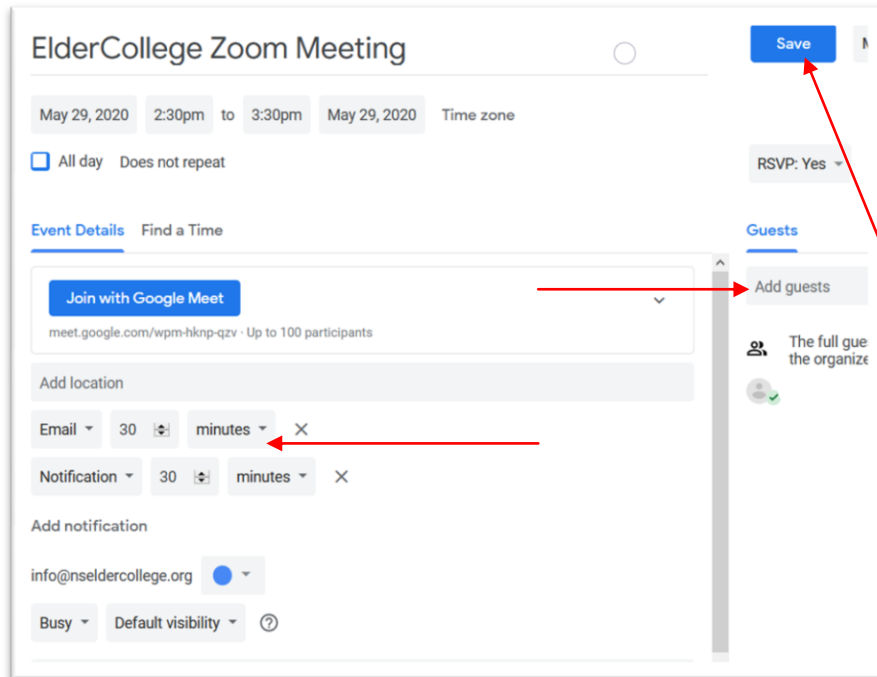 ElderCollege Zoom Meeting
Save
May 29, 2020 2:30pm to 3:30pm May 29, 2020 Time zone
All day Does not repeat
RSVP: Yes
Event Details Find a Time
Guests
Join with Google Meet
meet.google.com/wpm-hknp-qzv · Up to 100 participants
Add guests
The full
the
Add location
Email 30 minutes
Notification 30 minutes
Add notification
info@nseldercollege.org
Busy Default visibility ?